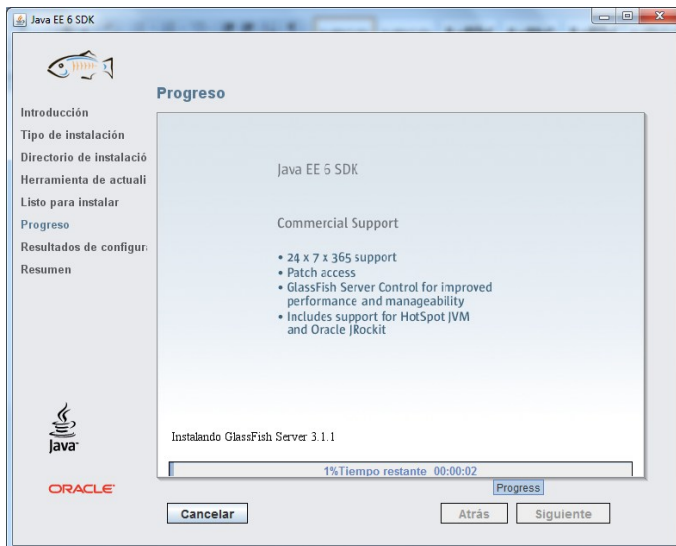 Java EE 6 SDK
Progreso
Introducción
Tipo de instalación
Directorio de instalació
Herramienta de actuali
Listo para instalar
Progreso
Resultados de configur
Resumen
Java EE 6 SDK
Commercial Support
• 24 x 7 x 365 support
• Patch access
• GlassFish Server Control for improved
performance and manageability
• Includes support for HotSpot JVM
and Oracle JRockit
Instalando GlassFish Server 3.1.1
1%Tiempo restante 00:00:02
Progress
Java
ORACLE
Cancelar
Atrás
Siguiente